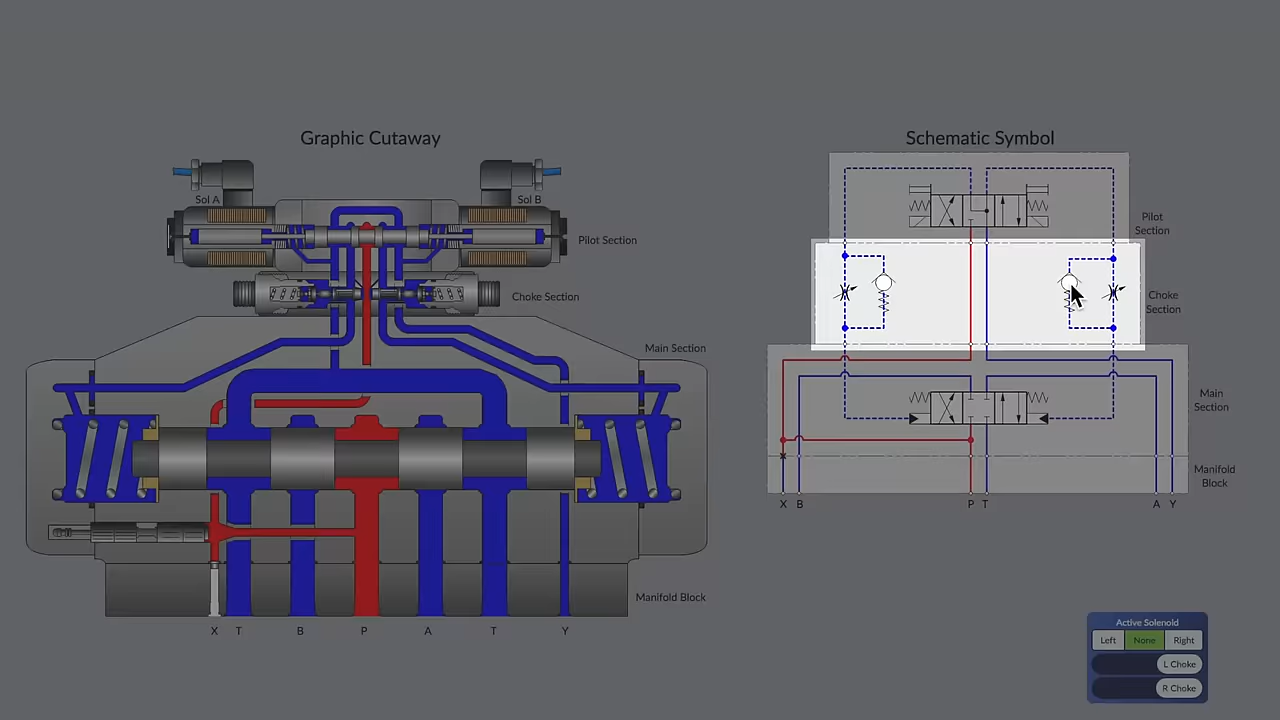 Graphic Cutaway
Sol A
Sol B
Pilot Section
Choke Section
Main Section
Manifold Block
X T B P A T Y
Schematic Symbol
Pilot
Section
Choke
Section
Main
Section
Manifold
Block
X B P T A Y
Active Solenoid
Left None Right
L Choke
R Choke